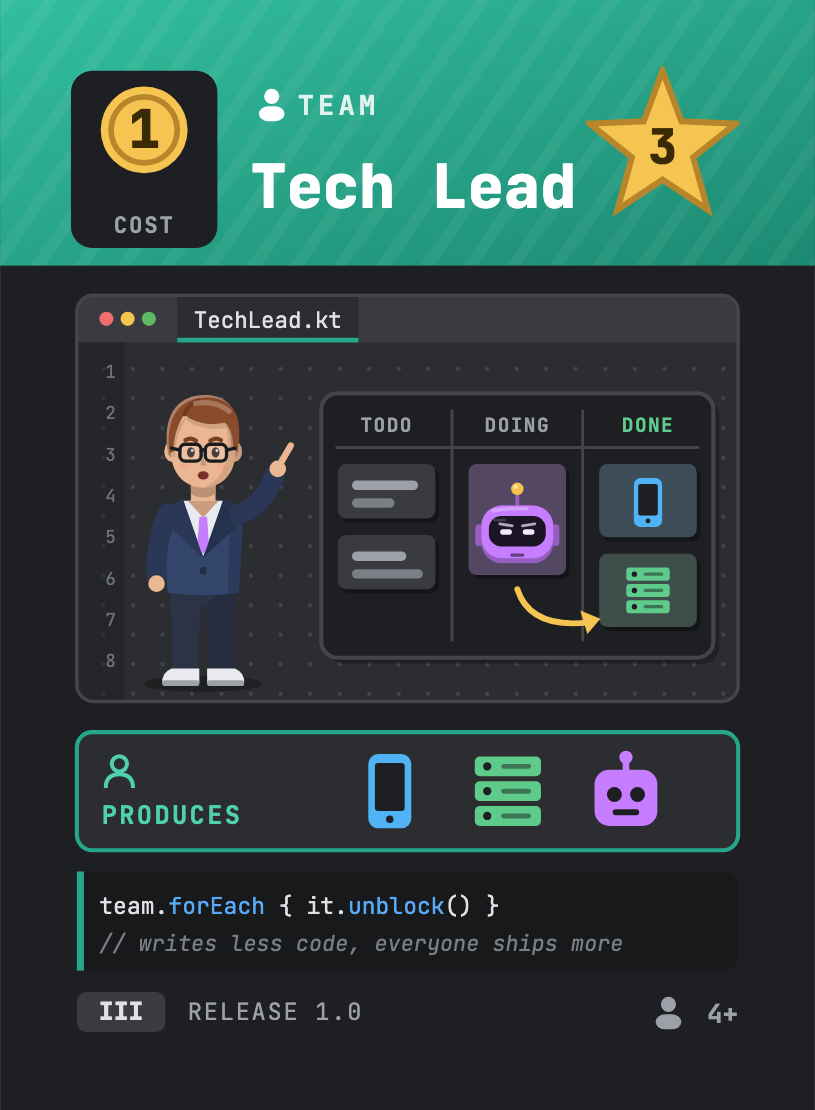 1
COST
TEAM
Tech Lead
3
TechLead.kt
1
2
3
4
5
6
7
8
TODO
DOING
DONE
PRODUCES
team.forEach { it.unblock() }
// writes less code, everyone ships more
III
RELEASE 1.0
4+